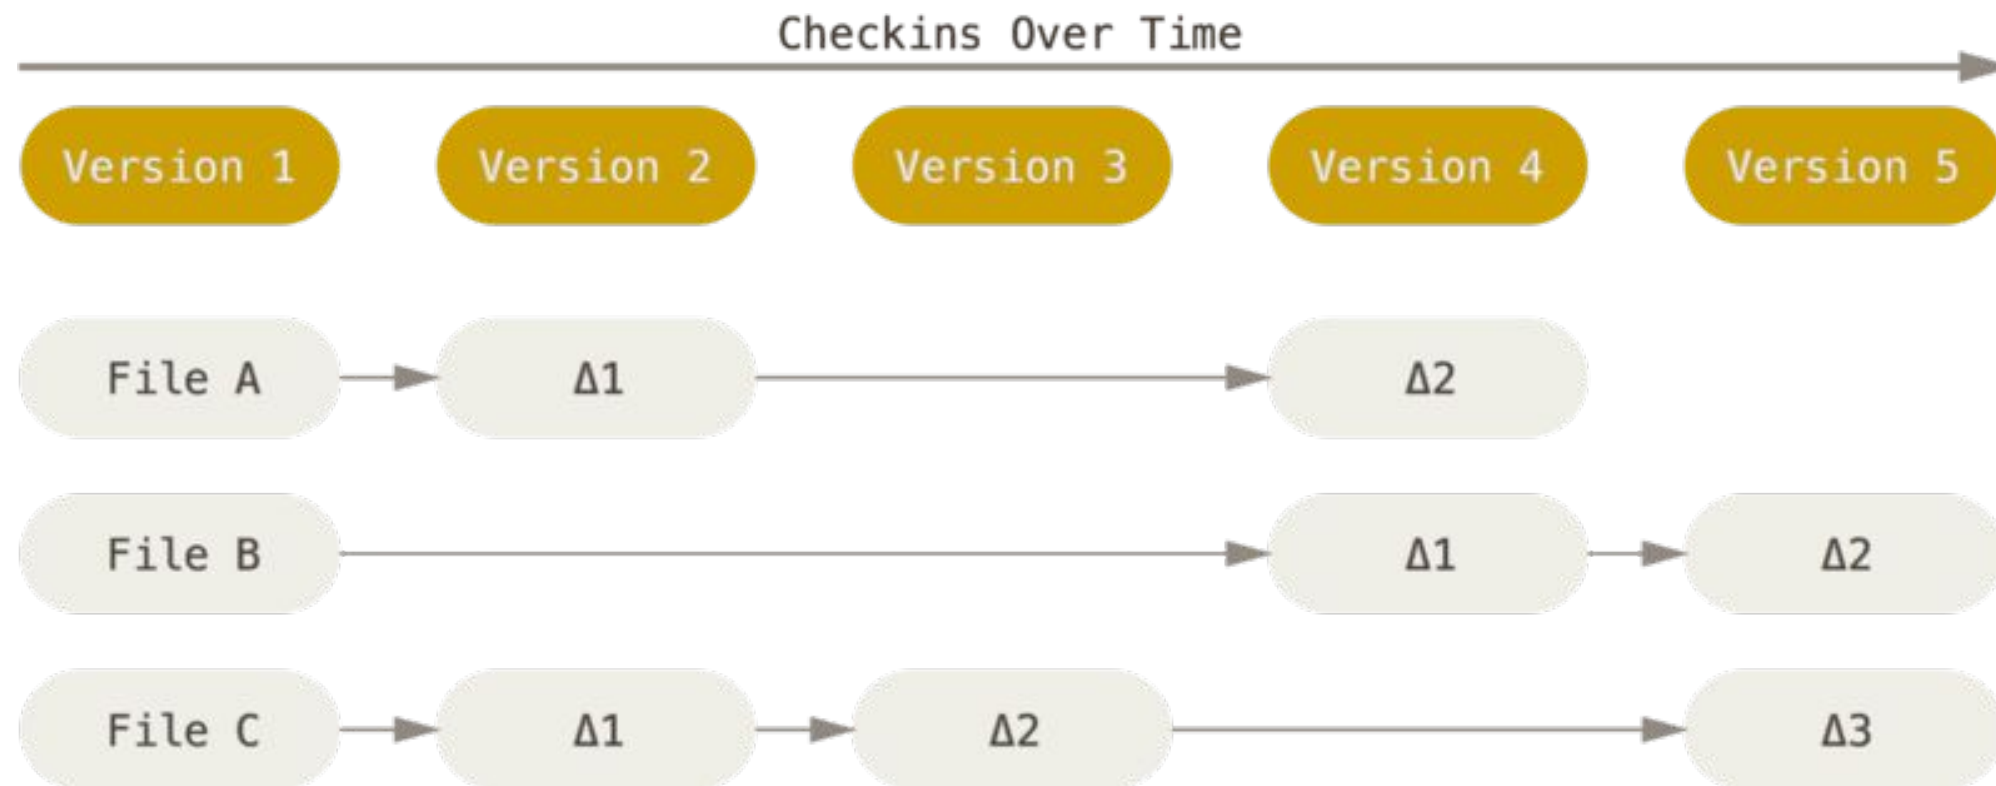 Checkins Over Time
Version 1 Version 2 Version 3 Version 4 Version 5
File A Δ1 Δ2
File B Δ1 Δ2
File C Δ1 Δ2 Δ3